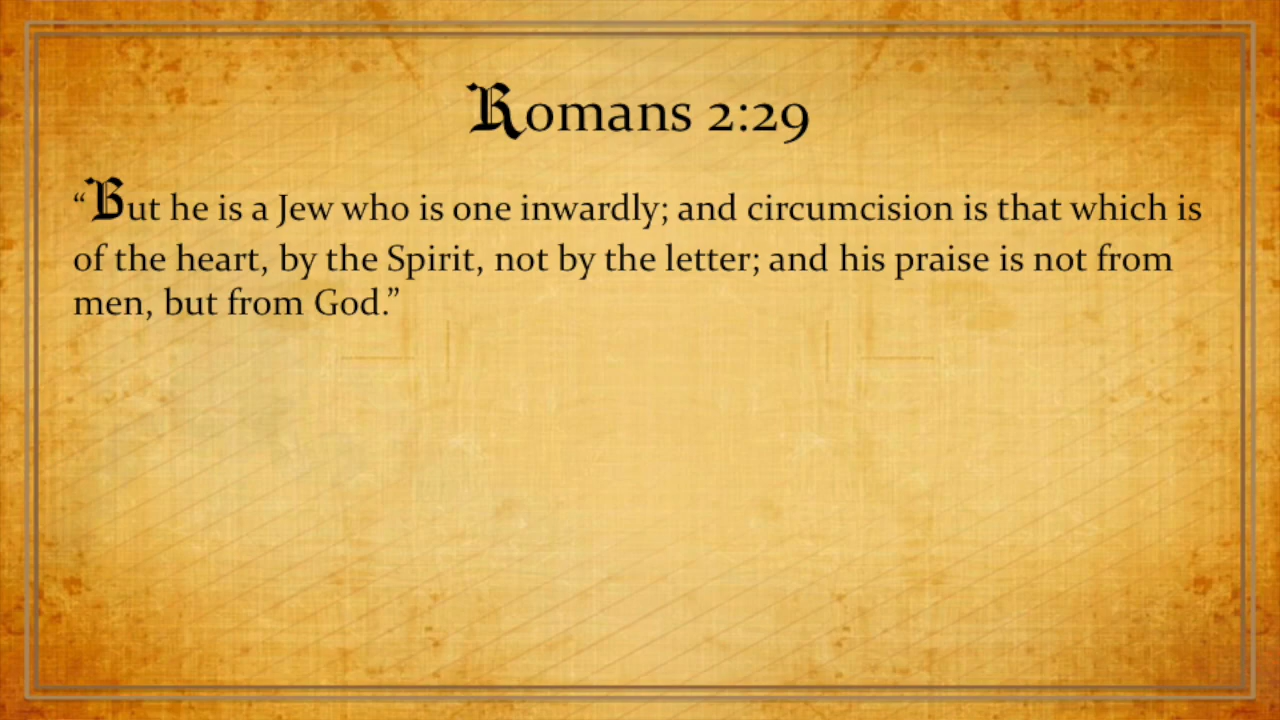 Romans 2:29
“But he is a Jew who is one inwardly; and circumcision is that which is
of the heart, by the Spirit, not by the letter; and his praise is not from
men, but from God.”